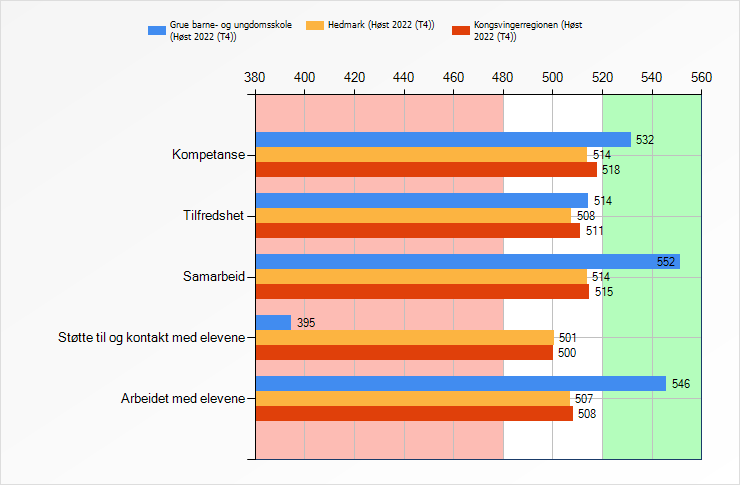 Grue barne- og ungdomsskole
(Høst 2022 (T4))
Hedmark (Høst 2022 (T4))
Kongsvingerregionen (Høst
2022 (T4))
380 400 420 440 460 480 500 520 540 560
Kompetanse
532
514
518
Tilfredshet
514
508
511
Samarbeid
552
514
515
Støtte til og kontakt med elevene
395
501
500
Arbeidet med elevene
546
507
508